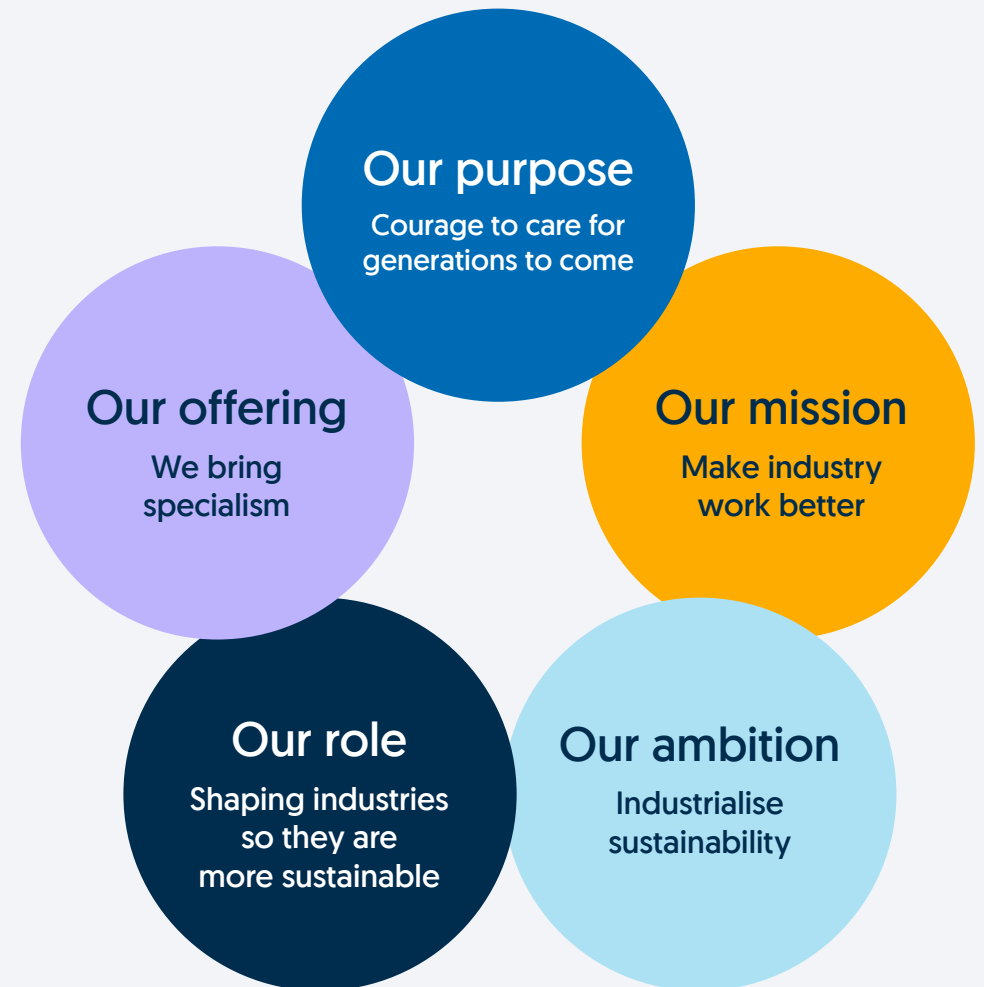 Our purpose
Courage to care for
generations to come
Our offering
We bring
specialism
Our mission
Make industry
work better
Our role
Shaping industries
so they are
more sustainable
Our ambition
Industrialise
sustainability